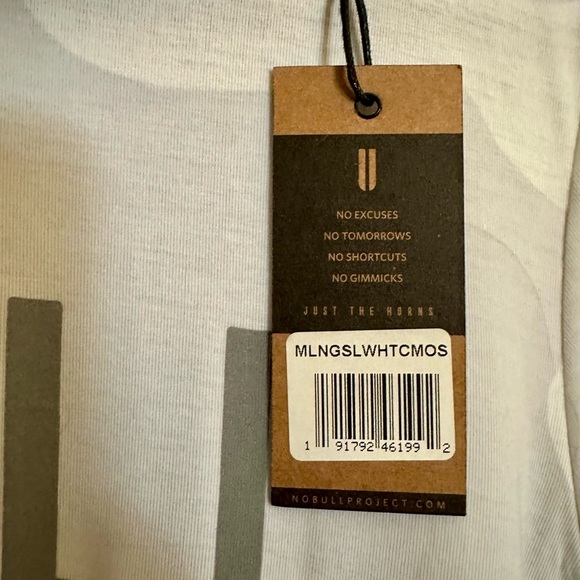 NO EXCUSES
NO TOMORROWS
NO SHORTCUTS
NO GIMMICKS
JUST THE HORNS
MLNGSLWHTCMOS
1 91792 46199 2
NOBULLPROJECT.COM